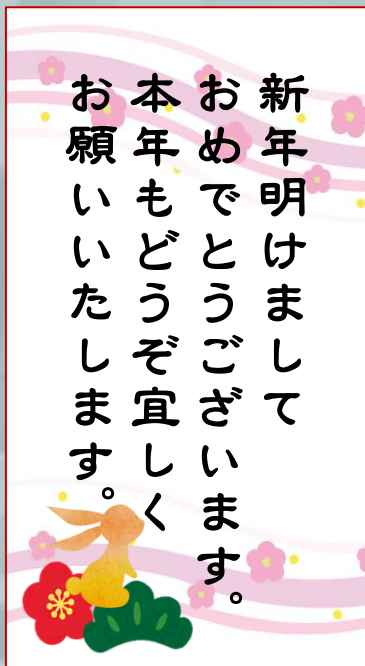 新年明けまして
おめでとうございます。
本年もどうぞ宜しく
お願いいたします。